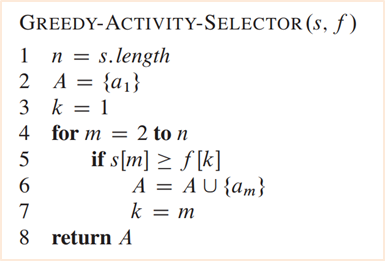 GREEDY-ACTIVITY-SELECTOR(s, f)
1 n = s.length
2 A = {a₁}
3 k = 1
4 for m = 2 to n
5 if s[m] ≥ f[k]
6 A = A ∪ {aₘ}
7 k = m
8 return A